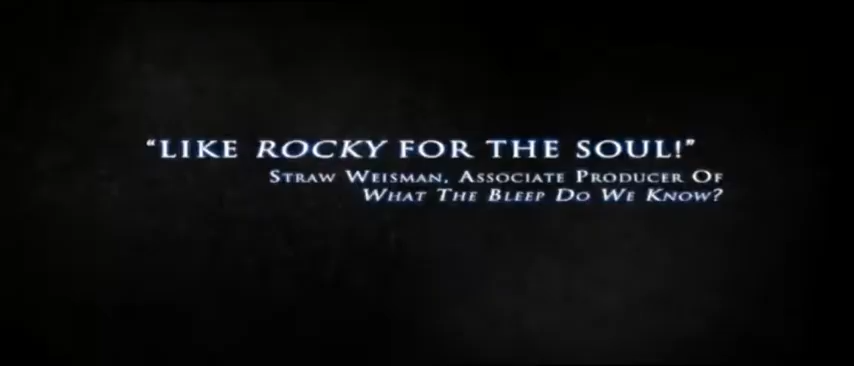 “LIKE ROCKY FOR THE SOUL!”
STRAW WEISMAN, ASSOCIATE PRODUCER OF
WHAT THE BLEEP DO WE KNOW?